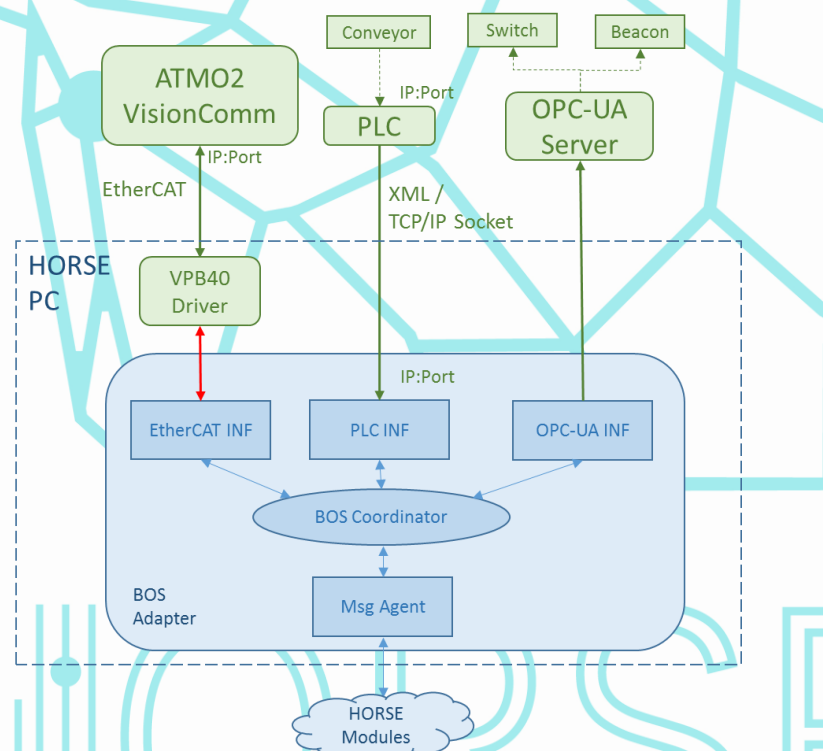 Conveyor
Switch
Beacon
ATMO2
VisionComm
IP:Port
PLC
OPC-UA
Server
IP:Port
EtherCAT
XML /
TCP/IP Socket
HORSE
PC
VPB40
Driver
IP:Port
EtherCAT INF
PLC INF
OPC-UA INF
BOS Coordinator
BOS
Adapter
Msg Agent
HORSE
Modules